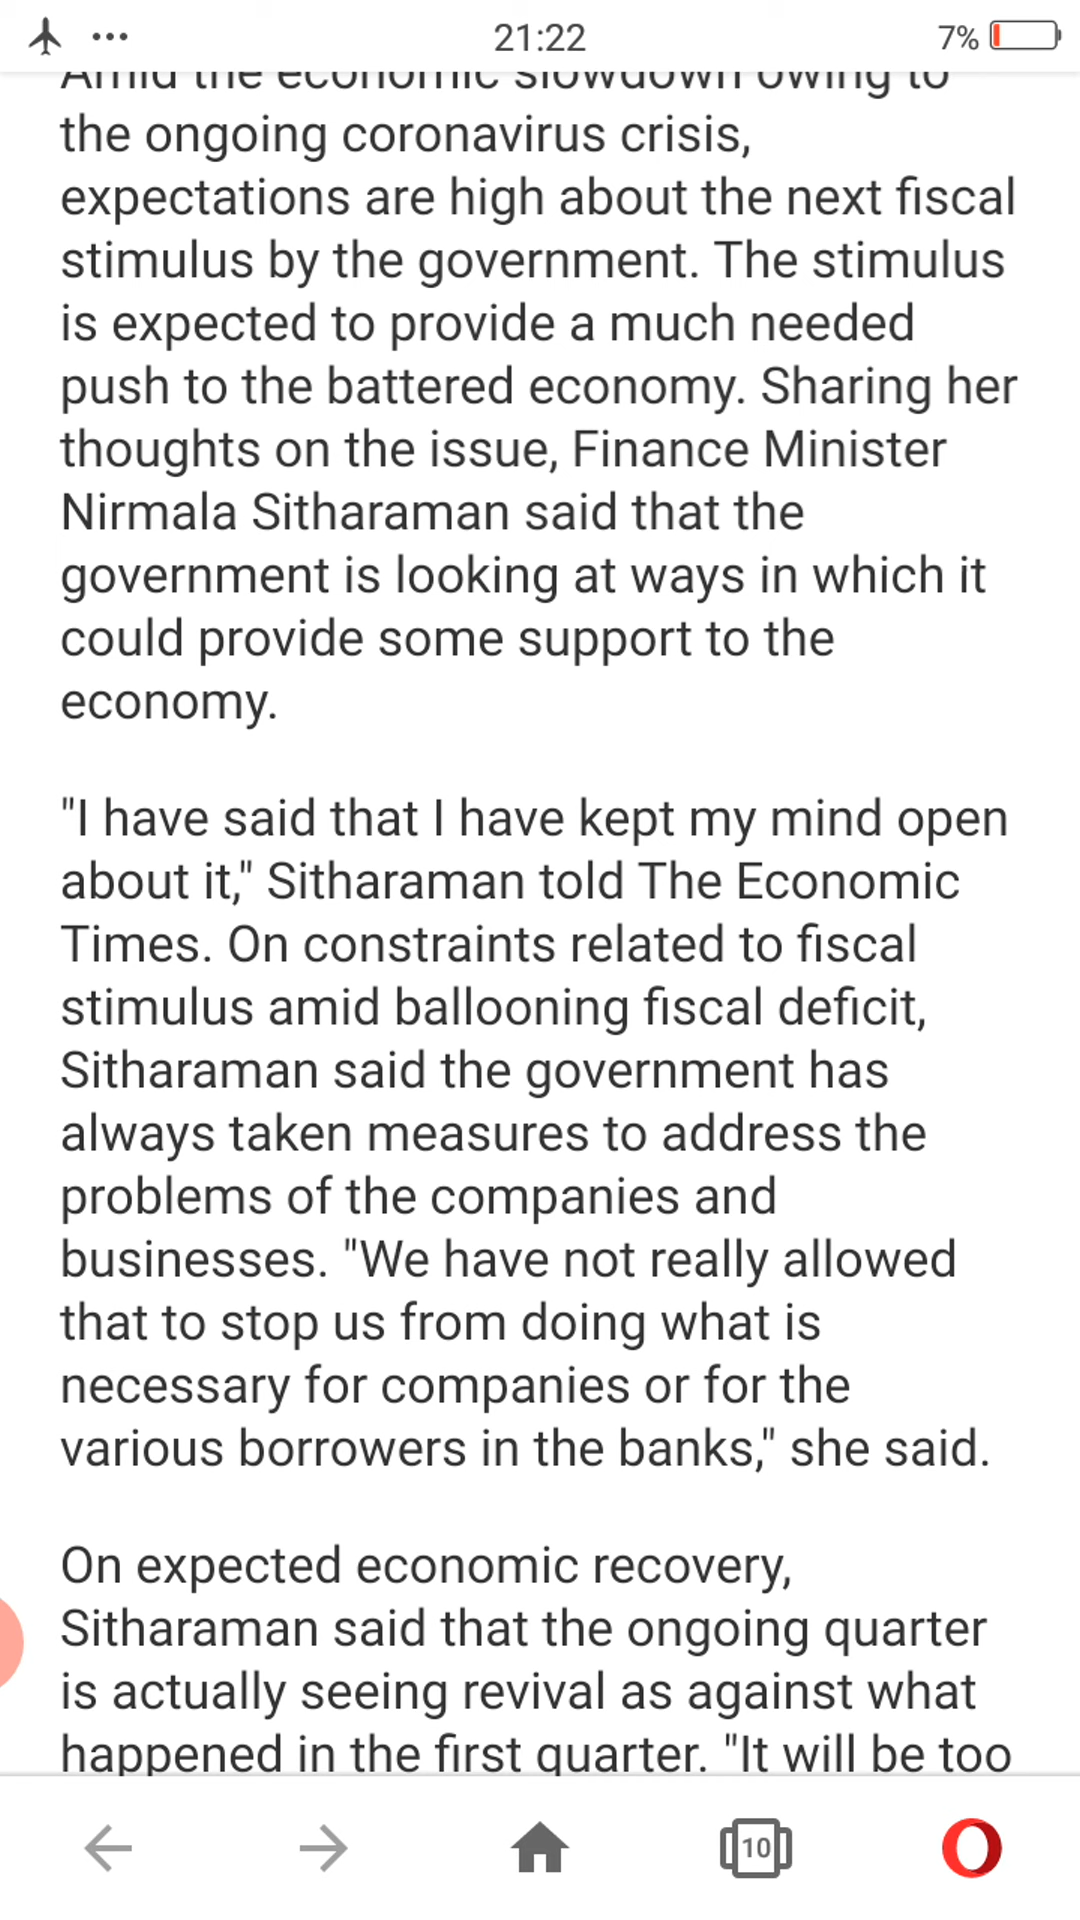 21:22
7%
Amid the economic slowdown owing to
the ongoing coronavirus crisis,
expectations are high about the next fiscal
stimulus by the government. The stimulus
is expected to provide a much needed
push to the battered economy. Sharing her
thoughts on the issue, Finance Minister
Nirmala Sitharaman said that the
government is looking at ways in which it
could provide some support to the
economy.
"I have said that I have kept my mind open
about it," Sitharaman told The Economic
Times. On constraints related to fiscal
stimulus amid ballooning fiscal deficit,
Sitharaman said the government has
always taken measures to address the
problems of the companies and
businesses. "We have not really allowed
that to stop us from doing what is
necessary for companies or for the
various borrowers in the banks," she said.
On expected economic recovery,
Sitharaman said that the ongoing quarter
is actually seeing revival as against what
happened in the first quarter. "It will be too
10